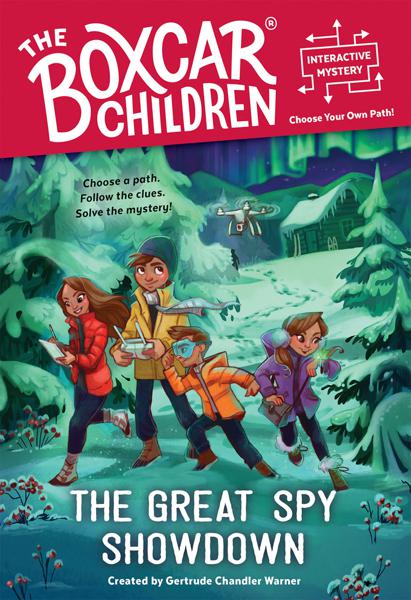 THE
BOXCAR®
CHILDREN
INTERACTIVE
MYSTERY
Choose Your Own Path!
Choose a path.
Follow the clues.
Solve the mystery!
THE GREAT SPY
SHOWDOWN
Created by Gertrude Chandler Warner